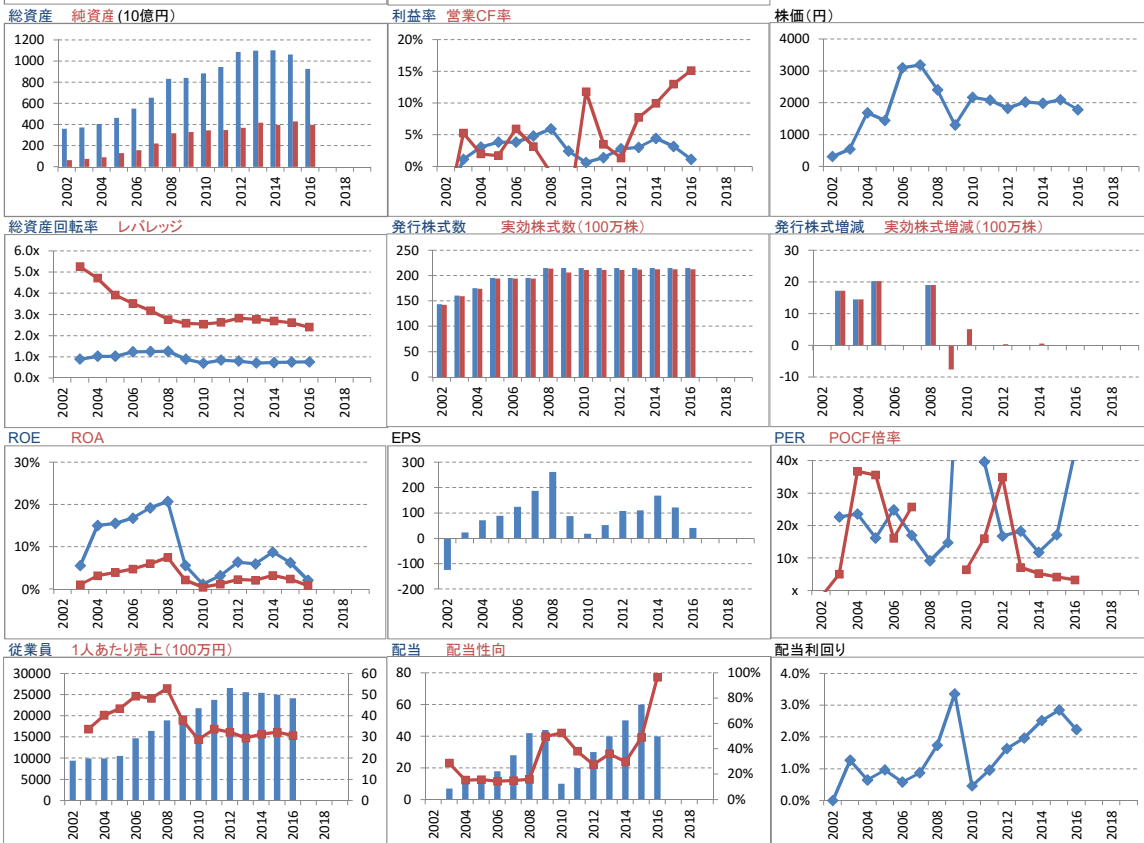 総資産 純資産(10億円)
1200
1000
800
600
400
200
0
2002 2004 2006 2008 2010 2012 2014 2016 2018
利益率 営業CF率
20%
15%
10%
5%
0%
2002 2004 2006 2008 2010 2012 2014 2016 2018
株価(円)
4000
3000
2000
1000
0
2002 2004 2006 2008 2010 2012 2014 2016 2018
総資産回転率 レバレッジ
6.0x
5.0x
4.0x
3.0x
2.0x
1.0x
0.0x
2002 2004 2006 2008 2010 2012 2014 2016 2018
発行株式数 実効株式数(100万株)
250
200
150
100
50
0
2002 2004 2006 2008 2010 2012 2014 2016 2018
発行株式増減 実効株式増減(100万株)
30
20
10
0
-10
2002 2004 2006 2008 2010 2012 2014 2016 2018
ROE ROA
30%
20%
10%
0%
2002 2004 2006 2008 2010 2012 2014 2016 2018
EPS
300
200
100
0
-100
-200
2002 2004 2006 2008 2010 2012 2014 2016 2018
PER POCF倍率
40x
30x
20x
10x
x
2002 2004 2006 2008 2010 2012 2014 2016 2018
従業員 1人あたり売上(100万円)
30000 60
25000 50
20000 40
15000 30
10000 20
5000 10
0 0
2002 2004 2006 2008 2010 2012 2014 2016 2018
配当 配当性向
80 100%
60 80%
40 60%
20 40%
0 20%
0%
2002 2004 2006 2008 2010 2012 2014 2016 2018
配当利回り
4.0%
3.0%
2.0%
1.0%
0.0%
2002 2004 2006 2008 2010 2012 2014 2016 2018